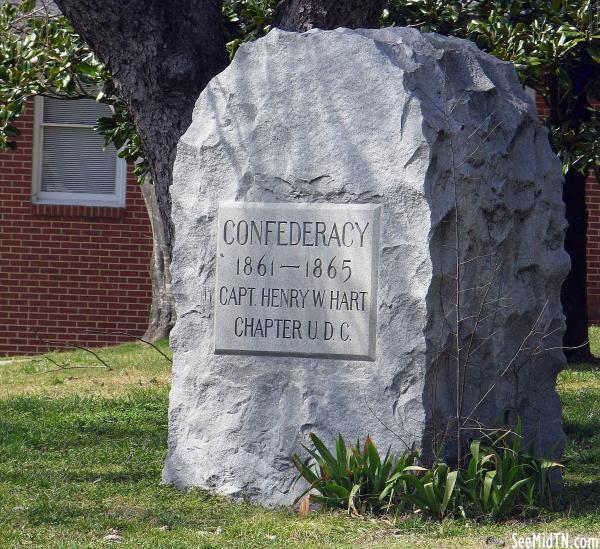 CONFEDERACY
1861—1865
CAPT. HENRY W. HART
CHAPTER U.D.C.
SeeMidTN.com